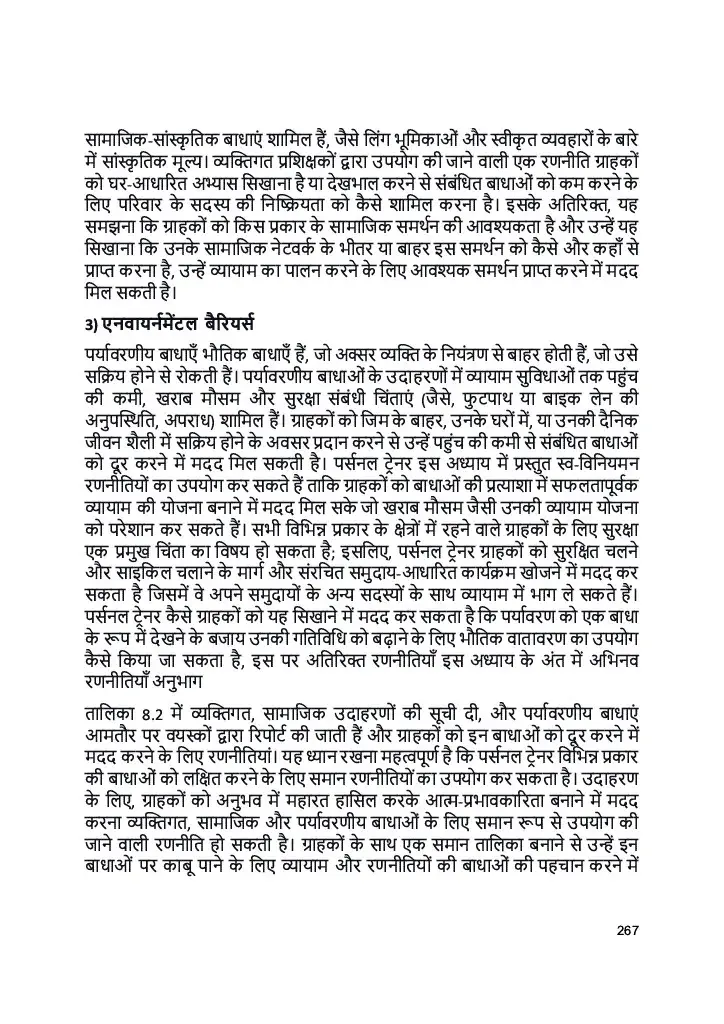 सामाजिक-सांस्कृतिक बाधाएं शामिल हैं, जैसे लिंग भूमिकाओं और स्वीकृत व्यवहारों के बारे
में सांस्कृतिक मूल्य। व्यक्तिगत प्रशिक्षकों द्वारा उपयोग की जाने वाली एक रणनीति ग्राहकों
को घर-आधारित अभ्यास सिखाना है या देखभाल करने से संबंधित बाधाओं को कम करने के
लिए परिवार के सदस्य की निष्क्रियता को कैसे शामिल करना है। इसके अतिरिक्त, यह
समझना कि ग्राहकों को किस प्रकार के सामाजिक समर्थन की आवश्यकता है और उन्हें यह
सिखाना कि उनके सामाजिक नेटवर्क के भीतर या बाहर इस समर्थन को कैसे और कहाँ से
प्राप्त करना है, उन्हें व्यायाम का पालन करने के लिए आवश्यक समर्थन प्राप्त करने में मदद
मिल सकती है।
3) एनवायर्नमेंटल बैरियर्स
पर्यावरणीय बाधाएँ भौतिक बाधाएँ हैं, जो अक्सर व्यक्ति के नियंत्रण से बाहर होती हैं, जो उसे
सक्रिय होने से रोकती हैं। पर्यावरणीय बाधाओं के उदाहरणों में व्यायाम सुविधाओं तक पहुंच
की कमी, खराब मौसम और सुरक्षा संबंधी चिंताएं (जैसे, फुटपाथ या बाइक लेन की
अनुपस्थिति, अपराध) शामिल हैं। ग्राहकों को जिम के बाहर, उनके घरों में, या उनकी दैनिक
जीवन शैली में सक्रिय होने के अवसर प्रदान करने से उन्हें पहुंच की कमी से संबंधित बाधाओं
को दूर करने में मदद मिल सकती है। पर्सनल ट्रेनर इस अध्याय में प्रस्तुत स्व-विनियमन
रणनीतियों का उपयोग कर सकते हैं ताकि ग्राहकों को बाधाओं की प्रत्याशा में सफलतापूर्वक
व्यायाम की योजना बनाने में मदद मिल सके जो खराब मौसम जैसी उनकी व्यायाम योजना
को परेशान कर सकते हैं। सभी विभिन्न प्रकार के क्षेत्रों में रहने वाले ग्राहकों के लिए सुरक्षा
एक प्रमुख चिंता का विषय हो सकता है; इसलिए, पर्सनल ट्रेनर ग्राहकों को सुरक्षित चलने
और साइकिल चलाने के मार्ग और संरचित समुदाय-आधारित कार्यक्रम खोजने में मदद कर
सकता है जिसमें वे अपने समुदायों के अन्य सदस्यों के साथ व्यायाम में भाग ले सकते हैं।
पर्सनल ट्रेनर कैसे ग्राहकों को यह सिखाने में मदद कर सकता है कि पर्यावरण को एक बाधा
के रूप में देखने के बजाय उनकी गतिविधि को बढ़ाने के लिए भौतिक वातावरण का उपयोग
कैसे किया जा सकता है, इस पर अतिरिक्त रणनीतियाँ इस अध्याय के अंत में अभिनव
रणनीतियाँ अनुभाग
तालिका 8.2 में व्यक्तिगत, सामाजिक उदाहरणों की सूची दी, और पर्यावरणीय बाधाएं
आमतौर पर वयस्कों द्वारा रिपोर्ट की जाती हैं और ग्राहकों को इन बाधाओं को दूर करने में
मदद करने के लिए रणनीतियां। यह ध्यान रखना महत्वपूर्ण है कि पर्सनल ट्रेनर विभिन्न प्रकार
की बाधाओं को लक्षित करने के लिए समान रणनीतियों का उपयोग कर सकता है। उदाहरण
के लिए, ग्राहकों को अनुभव में महारत हासिल करके आत्म-प्रभावकारिता बनाने में मदद
करना व्यक्तिगत, सामाजिक और पर्यावरणीय बाधाओं के लिए समान रूप से उपयोग की
जाने वाली रणनीति हो सकती है। ग्राहकों के साथ एक समान तालिका बनाने से उन्हें इन
बाधाओं पर काबू पाने के लिए व्यायाम और रणनीतियों की बाधाओं की पहचान करने में
267